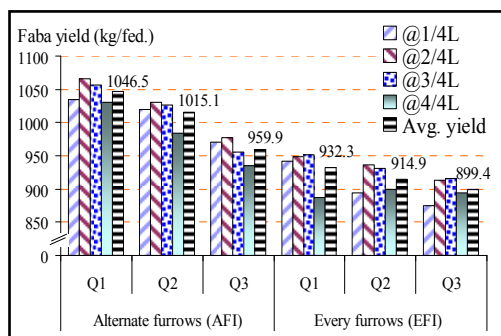 Faba yield (kg/fed.)
1100
1050
1000
950
900
850
0
@1/4L
@2/4L
@3/4L
@4/4L
Avg. yield
1046.5
1015.1
959.9
932.3
914.9
899.4
Q1 Q2 Q3 Q1 Q2 Q3
Alternate furrows (AFI) Every furrows (EFI)